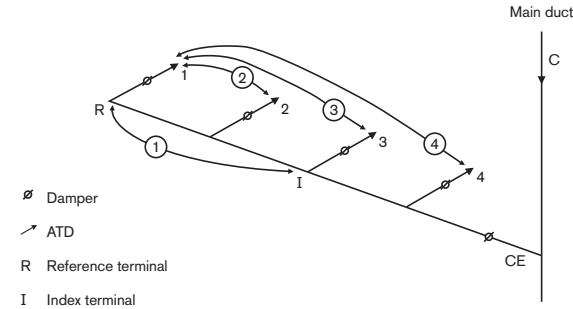 Main duct
C
1
2
2
R
3
3
1
4
I
4
CE
Damper
ATD
R Reference terminal
I Index terminal